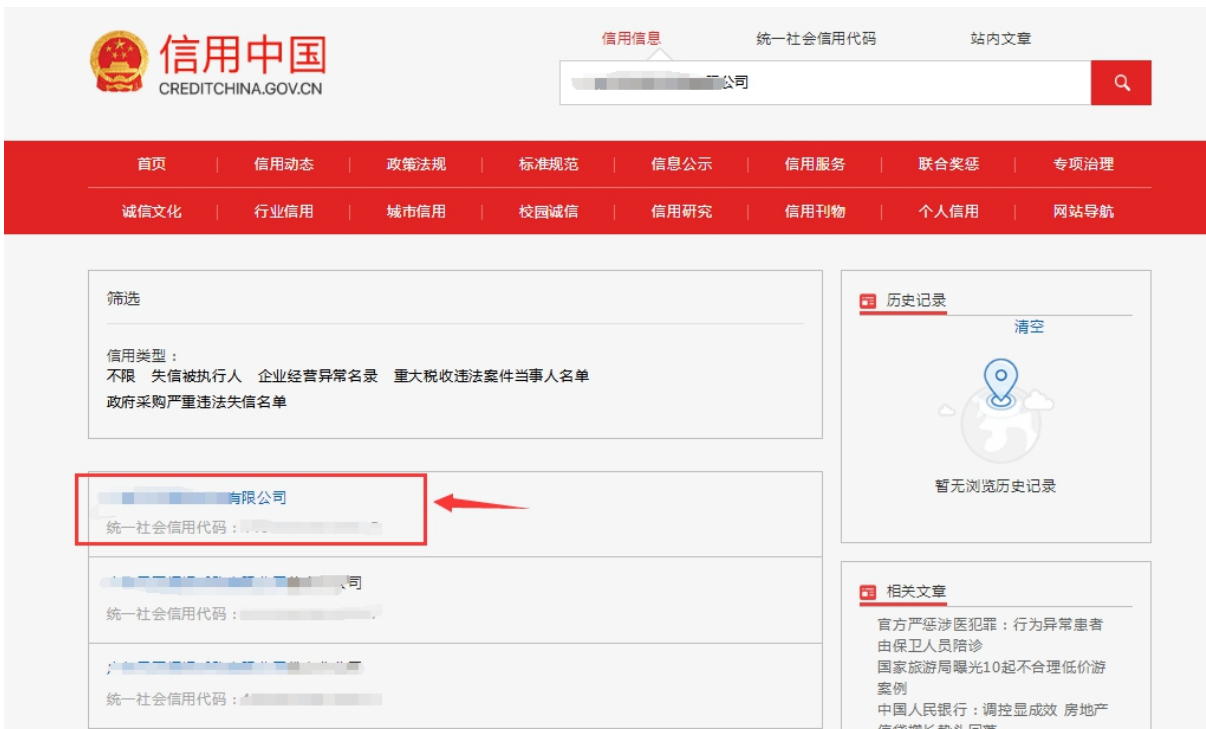 信用信息 统一社会信用代码 站内文章
信用中国
CREDITCHINA.GOV.CN
公司
首页 信用动态 政策法规 标准规范 信息公示 信用服务 联合奖惩 专项治理
诚信文化 行业信用 城市信用 校园诚信 信用研究 信用刊物 个人信用 网站导航
筛选
信用类型：
不限 失信被执行人 企业经营异常名录 重大税收违法案件当事人名单
政府采购严重违法失信名单
有限公司
统一社会信用代码：
司
统一社会信用代码：
统一社会信用代码：
历史记录
清空
暂无浏览历史记录
相关文章
官方严惩涉医犯罪：行为异常患者
由保卫人员陪诊
国家旅游局曝光10起不合理低价游
案例
中国人民银行：调控显成效 房地产